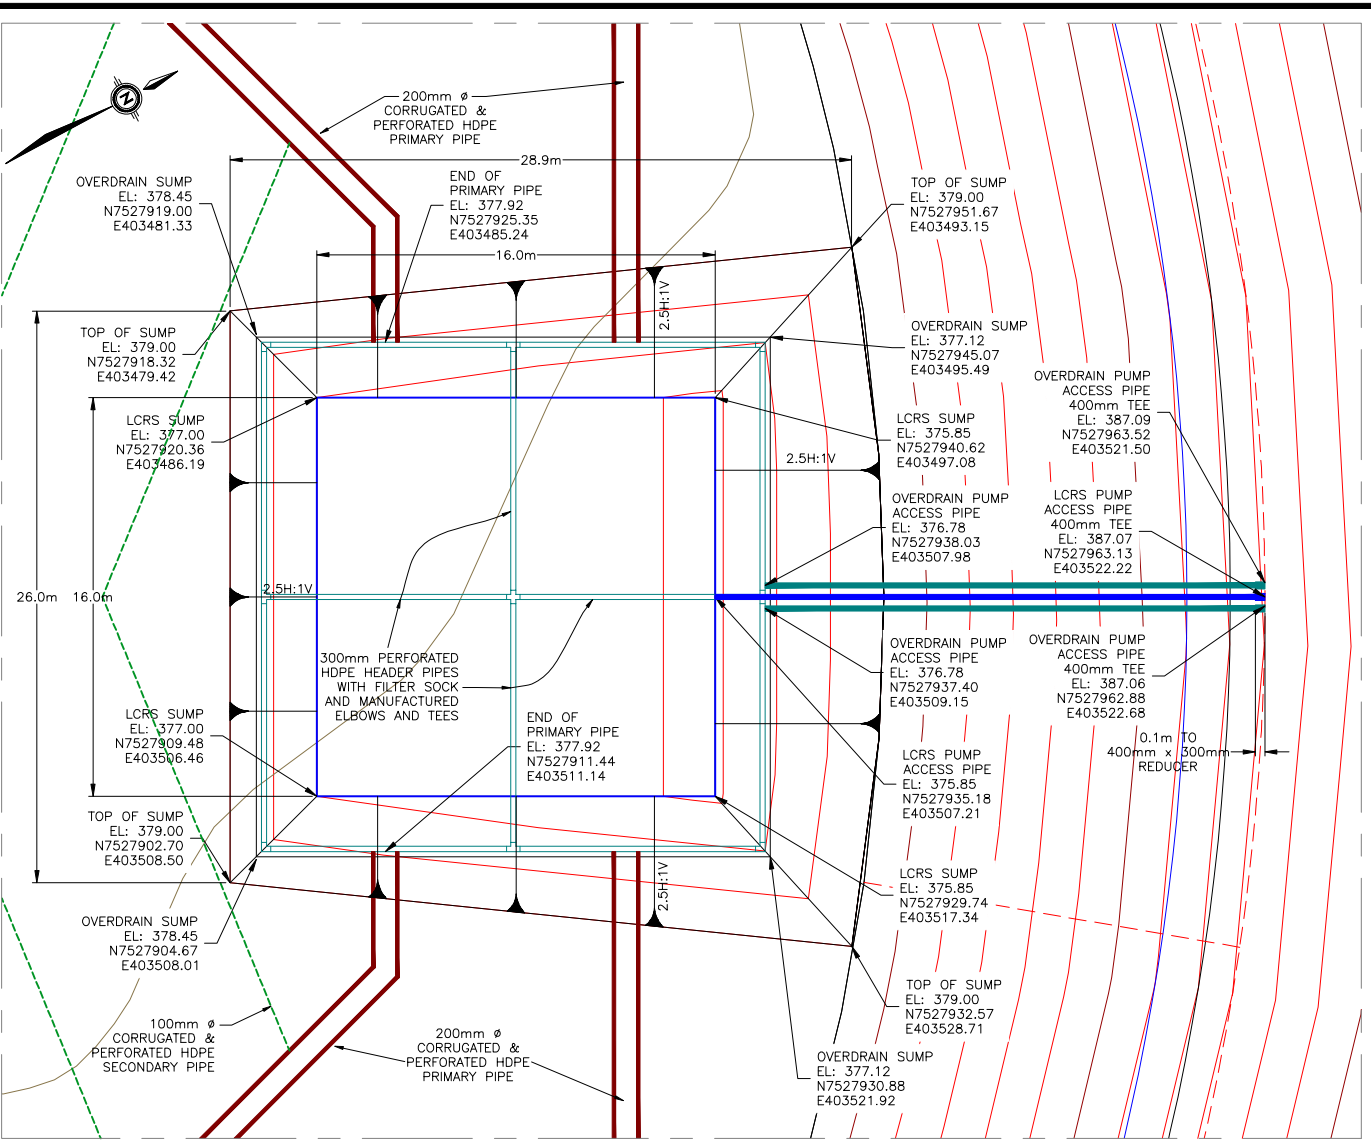 N
200mm ø
CORRUGATED &
PERFORATED HDPE
PRIMARY PIPE
28.9m
OVERDRAIN SUMP
EL: 378.45
N7527919.00
E403481.33
END OF
PRIMARY PIPE
EL: 377.92
N7527925.35
E403485.24
TOP OF SUMP
EL: 379.00
N7527951.67
E403493.15
16.0m
2.5H:1V
TOP OF SUMP
EL: 379.00
N7527918.32
E403479.42
OVERDRAIN SUMP
EL: 377.12
N7527945.07
E403495.49
OVERDRAIN PUMP
ACCESS PIPE
400mm TEE
EL: 387.09
N7527963.52
E403521.50
LCRS SUMP
EL: 377.00
N7527920.36
E403486.19
LCRS SUMP
EL: 375.85
N7527940.62
E403497.08
2.5H:1V
OVERDRAIN PUMP
ACCESS PIPE
EL: 376.78
N7527938.03
E403507.98
LCRS PUMP
ACCESS PIPE
400mm TEE
EL: 387.07
N7527963.13
E403522.22
26.0m
16.0m
2.5H:1V
300mm PERFORATED
HDPE HEADER PIPES
WITH FILTER SOCK
AND MANUFACTURED
ELBOWS AND TEES
OVERDRAIN PUMP
ACCESS PIPE
EL: 376.78
N7527937.40
E403509.15
OVERDRAIN PUMP
ACCESS PIPE
400mm TEE
EL: 387.06
N7527962.88
E403522.68
LCRS SUMP
EL: 377.00
N7527909.48
E403506.46
END OF
PRIMARY PIPE
EL: 377.92
N7527911.44
E403511.14
0.1m TO
400mm x 300mm
REDUCER
LCRS PUMP
ACCESS PIPE
EL: 375.85
N7527935.18
E403507.21
TOP OF SUMP
EL: 379.00
N7527902.70
E403508.50
2.5H:1V
LCRS SUMP
EL: 375.85
N7527929.74
E403517.34
OVERDRAIN SUMP
EL: 378.45
N7527904.67
E403508.01
TOP OF SUMP
EL: 379.00
N7527932.57
E403528.71
100mm ø
CORRUGATED &
PERFORATED HDPE
SECONDARY PIPE
200mm ø
CORRUGATED &
PERFORATED HDPE
PRIMARY PIPE
OVERDRAIN SUMP
EL: 377.12
N7527930.88
E403521.92